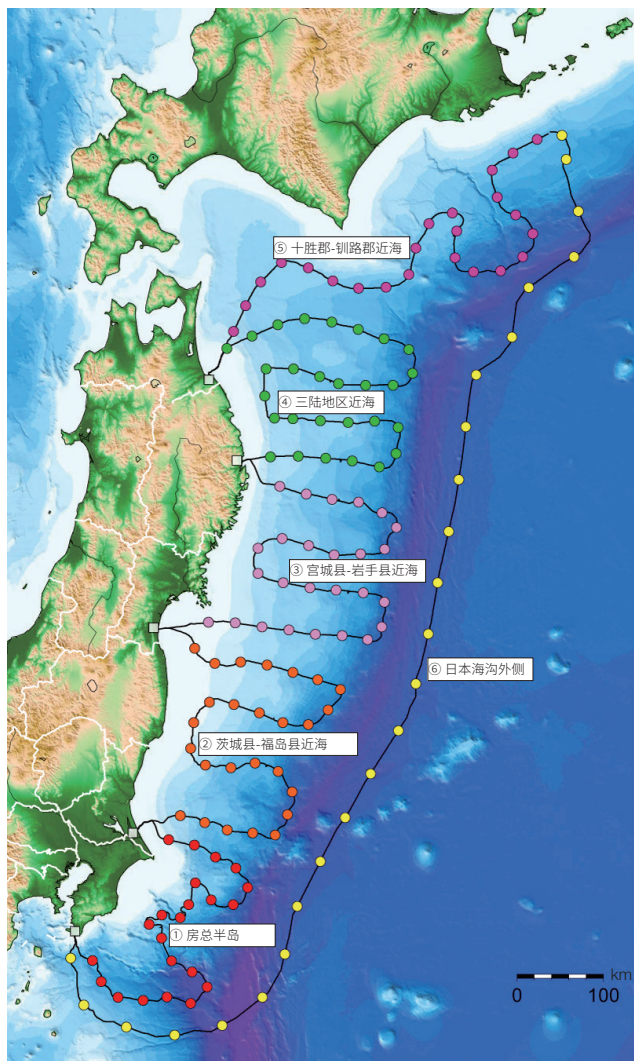 ⑤ 十胜郡-钏路郡近海
④ 三陆地区近海
③ 宫城县-岩手县近海
⑥ 日本海沟外侧
② 茨城县-福岛县近海
① 房总半岛
km
0 100